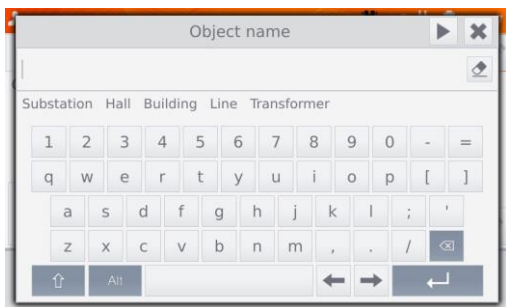 Object name
Substation Hall Building Line Transformer
1 2 3 4 5 6 7 8 9 0 - =
q w e r t y u i o p [ ]
a s d f g h j k l ; '
z x c v b n m , . /
Alt